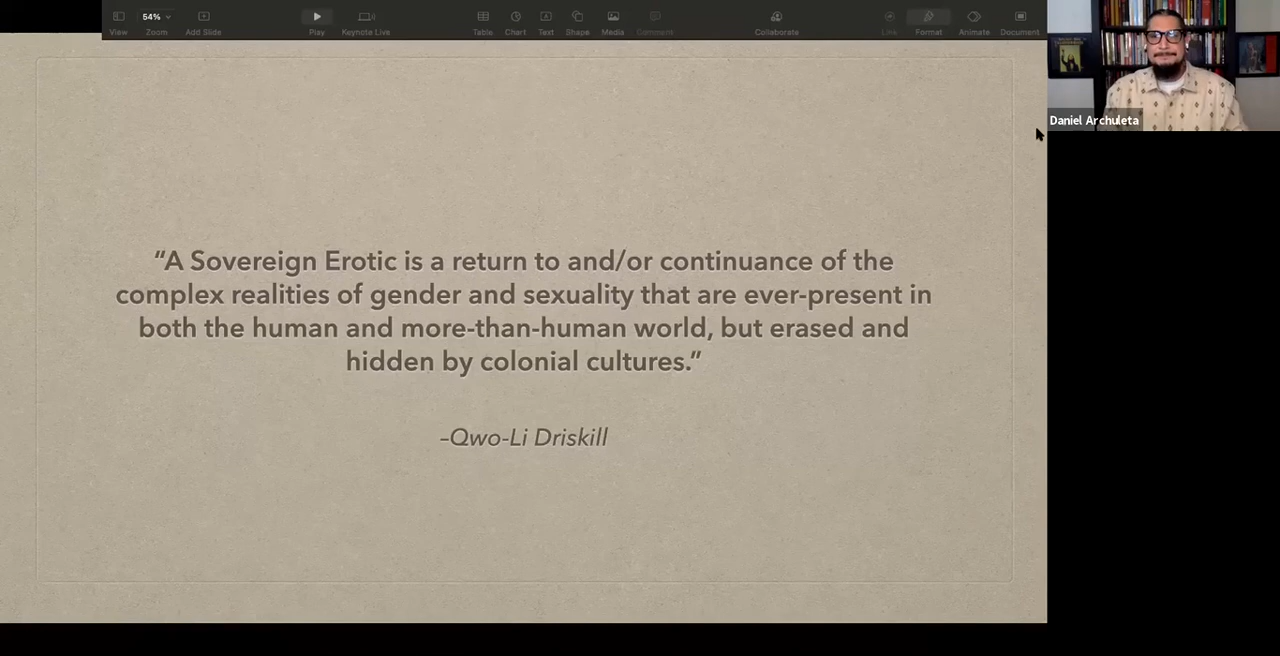 54%
View Zoom Add Slide Play Keynote Live Table Chart Text Shape Media Comment Collaborate Link Format Animate Document
Daniel Archuleta
“A Sovereign Erotic is a return to and/or continuance of the
complex realities of gender and sexuality that are ever-present in
both the human and more-than-human world, but erased and
hidden by colonial cultures.”
–Qwo-Li Driskill